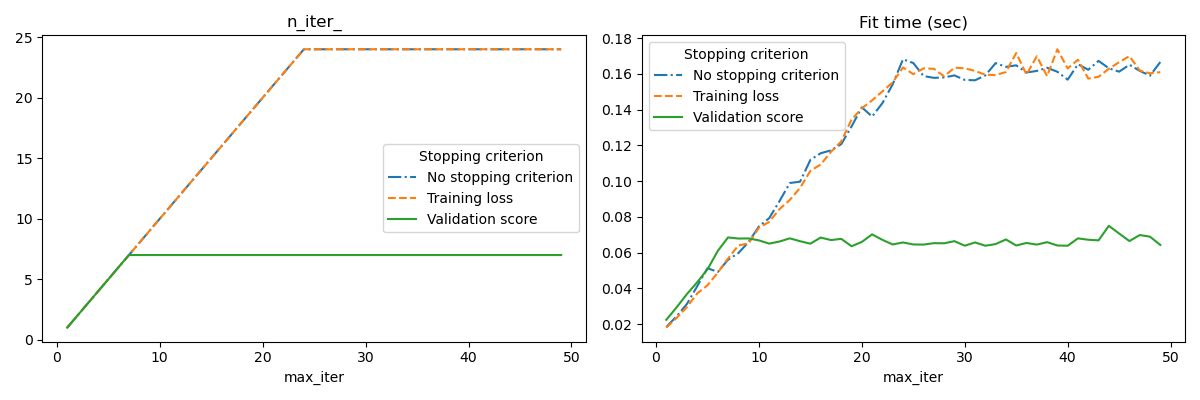 n_iter_
25
20
15
10
5
0
Stopping criterion
No stopping criterion
Training loss
Validation score
0 10 20 30 40 50
max_iter
Fit time (sec)
0.18
0.16
0.14
0.12
0.10
0.08
0.06
0.04
0.02
Stopping criterion
No stopping criterion
Training loss
Validation score
0 10 20 30 40 50
max_iter